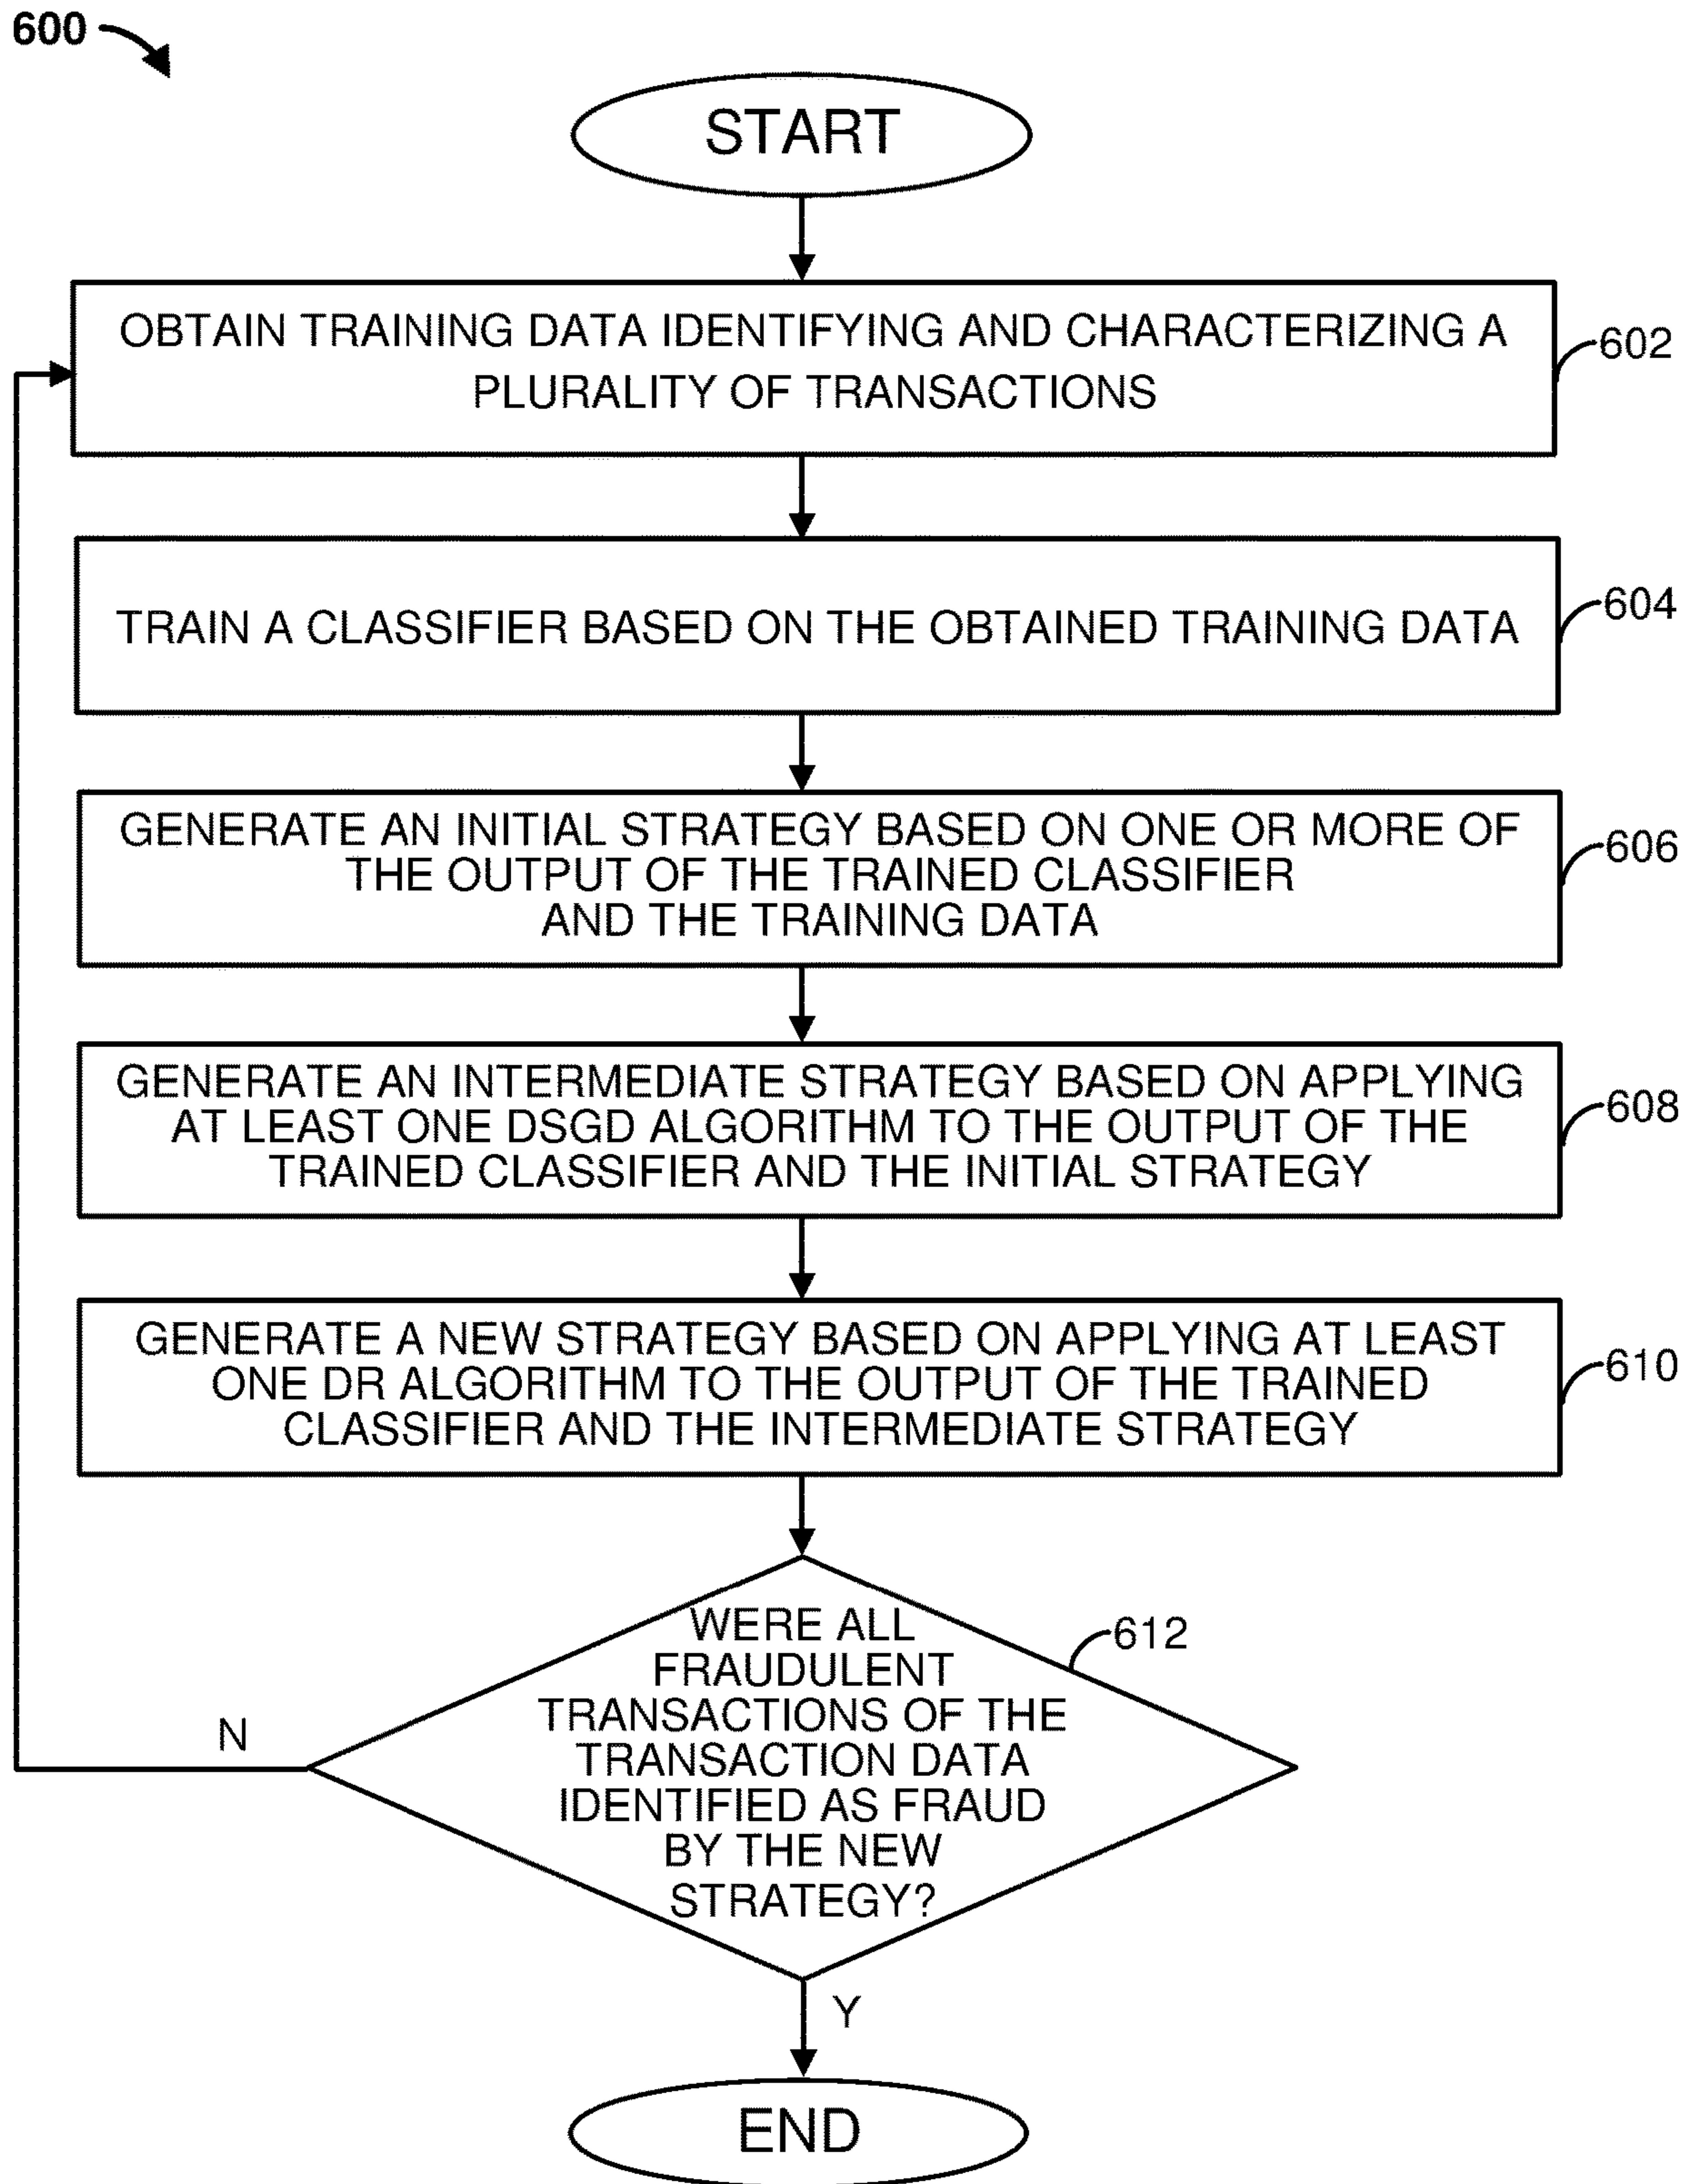 600
START
OBTAIN TRAINING DATA IDENTIFYING AND CHARACTERIZING A
PLURALITY OF TRANSACTIONS
602
TRAIN A CLASSIFIER BASED ON THE OBTAINED TRAINING DATA
604
GENERATE AN INITIAL STRATEGY BASED ON ONE OR MORE OF
THE OUTPUT OF THE TRAINED CLASSIFIER
AND THE TRAINING DATA
606
GENERATE AN INTERMEDIATE STRATEGY BASED ON APPLYING
AT LEAST ONE DSGD ALGORITHM TO THE OUTPUT OF THE
TRAINED CLASSIFIER AND THE INITIAL STRATEGY
608
GENERATE A NEW STRATEGY BASED ON APPLYING AT LEAST
ONE DR ALGORITHM TO THE OUTPUT OF THE TRAINED
CLASSIFIER AND THE INTERMEDIATE STRATEGY
610
WERE ALL
FRAUDULENT
TRANSACTIONS OF THE
TRANSACTION DATA
IDENTIFIED AS FRAUD
BY THE NEW
STRATEGY?
612
N
Y
END